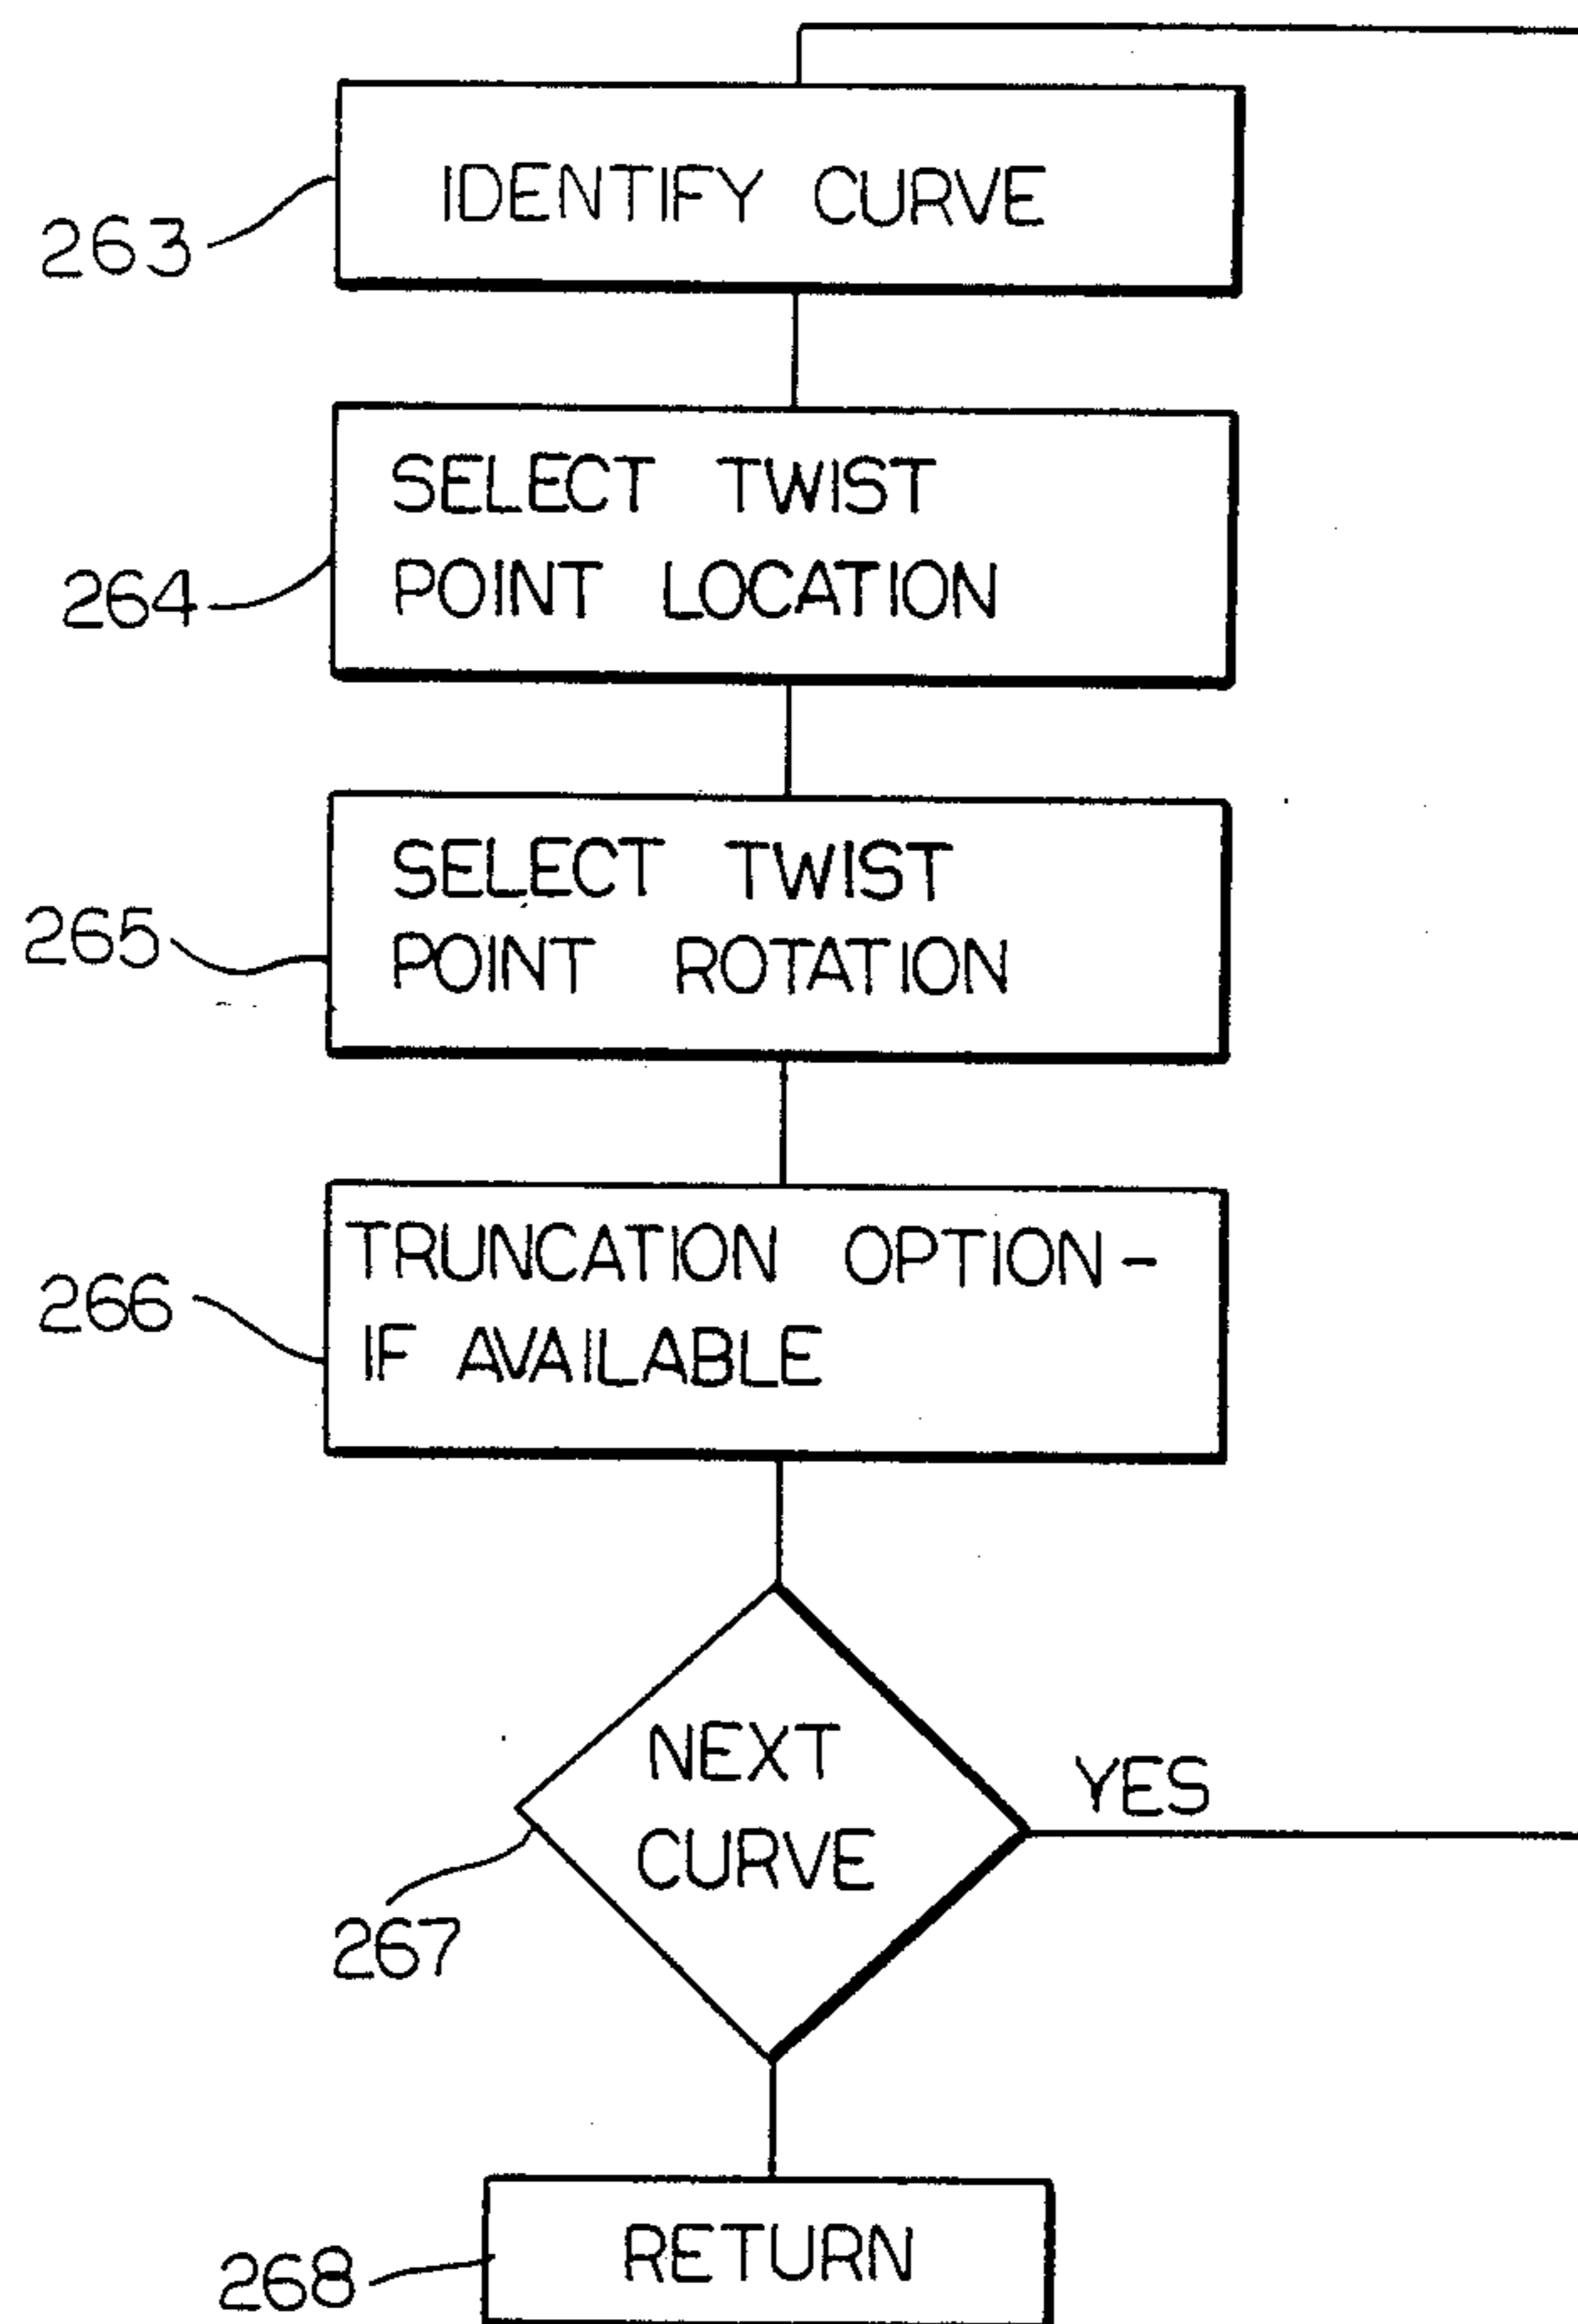 IDENTIFY CURVE
263
SELECT TWIST
POINT LOCATION
264
SELECT TWIST
POINT ROTATION
265
TRUNCATION OPTION-
IF AVAILABLE
266
NEXT
CURVE
YES
267
RETURN
268